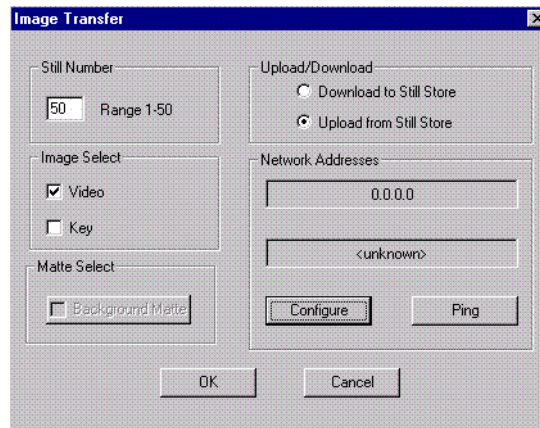 Image Transfer
Still Number
50 Range 1-50
Image Select
Video
Key
Matte Select
Background Matte
Upload/Download
Download to Still Store
Upload from Still Store
Network Addresses
0.0.0.0
<unknown>
Configure Ping
OK Cancel